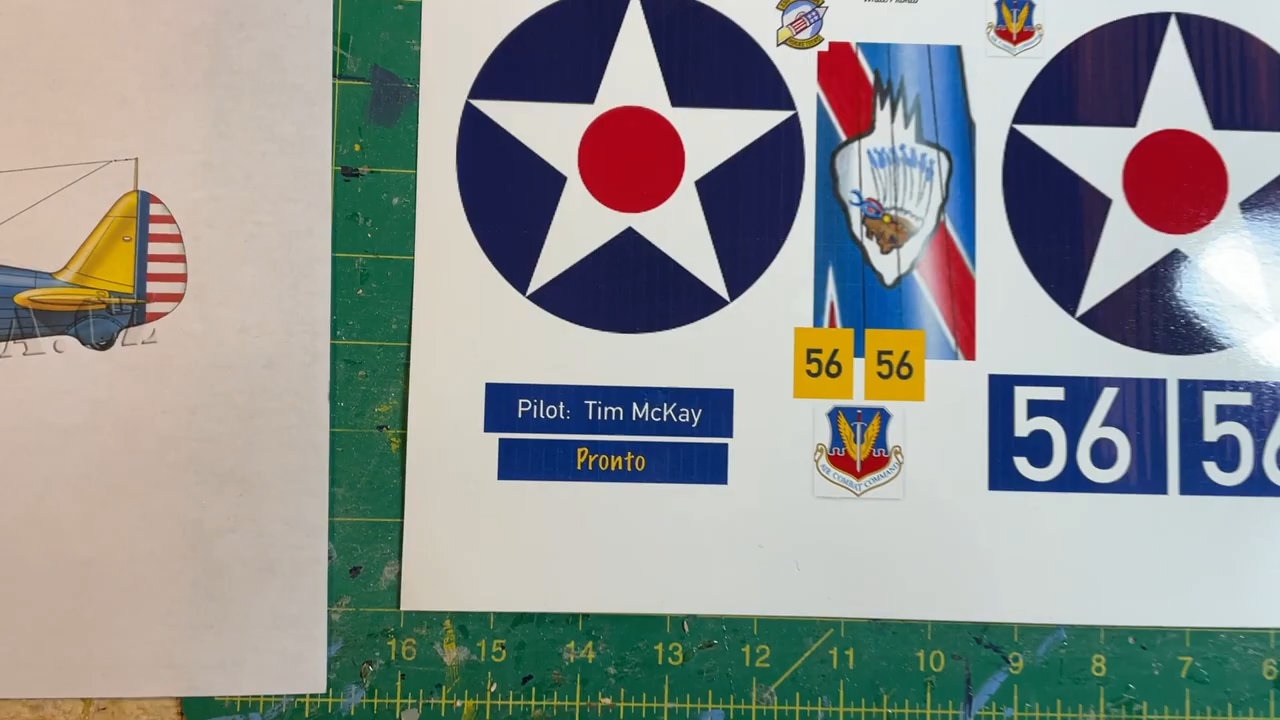 56 56
Pilot: Tim McKay
Pronto
AIR COMBAT COMMAND
56
56
16 15 14 13 12 11 10 9 8 7 6